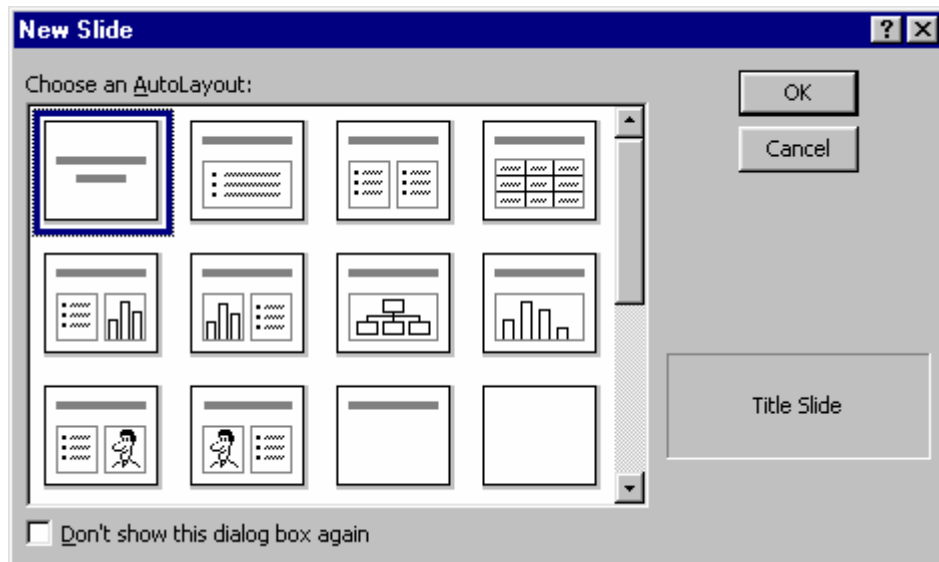 New Slide
Choose an AutoLayout:
OK
Cancel
Title Slide
Don't show this dialog box again